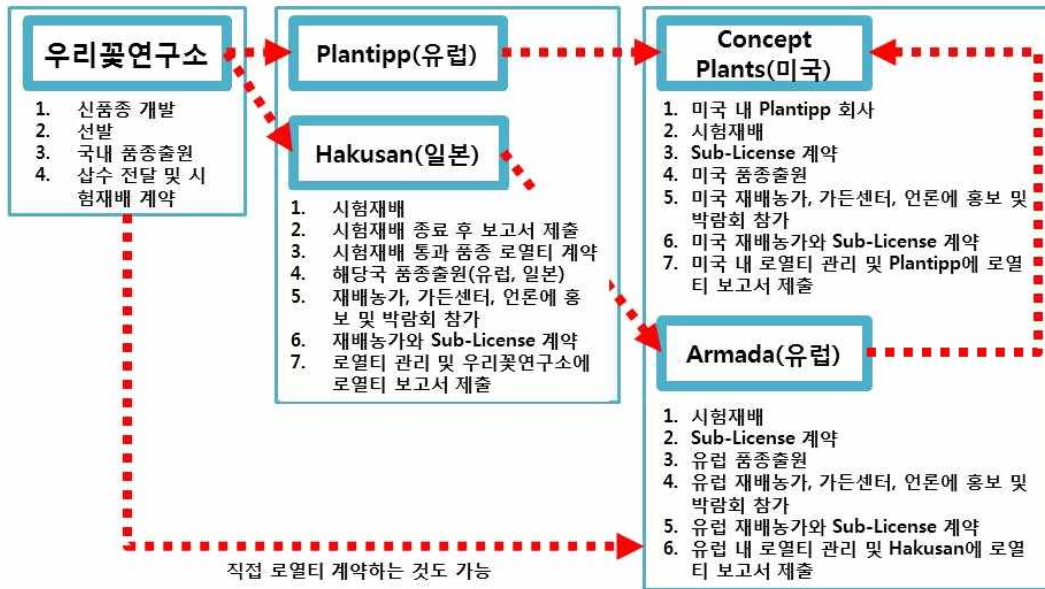 우리꽃연구소
1. 신품종 개발
2. 선발
3. 국내 품종출원
4. 삽수 전달 및 시
험재배 계약
Plantipp(유럽)
Hakusan(일본)
1. 시험재배
2. 시험재배 종료 후 보고서 제출
3. 시험재배 통과 품종 로열티 계약
4. 해당국 품종출원(유럽, 일본)
5. 재배농가, 가든센터, 언론에 홍
보 및 박람회 참가
6. 재배농가와 Sub-License 계약
7. 로열티 관리 및 우리꽃연구소에
로열티 보고서 제출
Concept
Plants(미국)
1. 미국 내 Plantipp 회사
2. 시험재배
3. Sub-License 계약
4. 미국 품종출원
5. 미국 재배농가, 가든센터, 언론에 홍보 및
박람회 참가
6. 미국 재배농가와 Sub-License 계약
7. 미국 내 로열티 관리 및 Plantipp에 로열
티 보고서 제출
Armada(유럽)
1. 시험재배
2. Sub-License 계약
3. 유럽 품종출원
4. 유럽 재배농가, 가든센터, 언론에 홍보 및
박람회 참가
5. 유럽 재배농가와 Sub-License 계약
6. 유럽 내 로열티 관리 및 Hakusan에 로열
티 보고서 제출
직접 로열티 계약하는 것도 가능